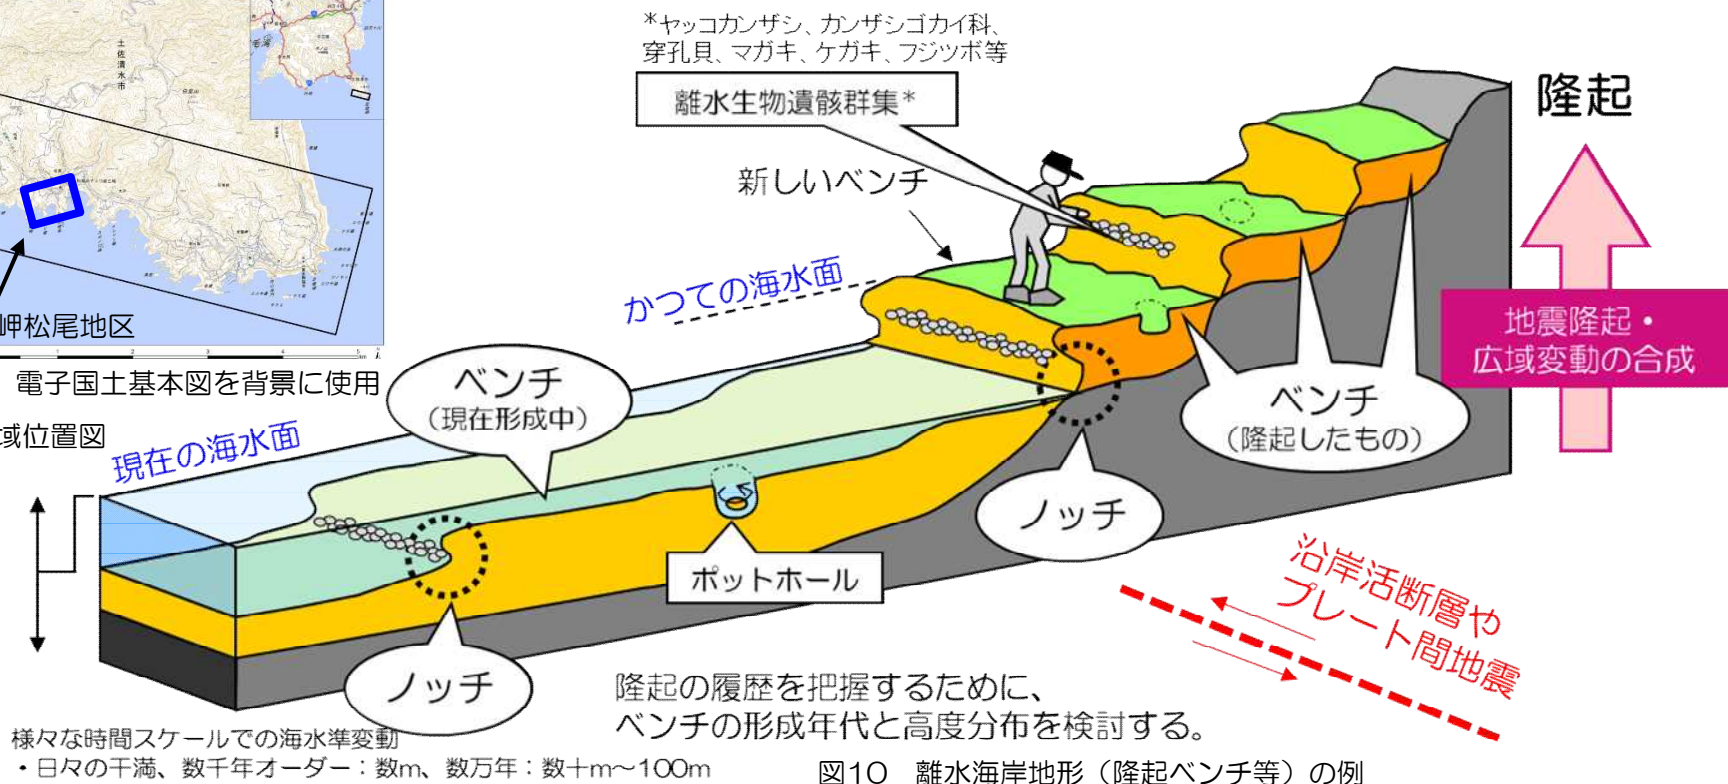 土佐清水市
*ヤッコカンザシ、カンザシゴカイ科、
穿孔貝、マガキ、ケガキ、フジツボ等
離水生物遺骸群集*
隆起
新しいベンチ
かつての海水面
岬松尾地区
地震隆起・
広域変動の合成
電子国土基本図を背景に使用
ベンチ
(現在形成中)
ベンチ
(隆起したもの)
域位置図
現在の海水面
ノッチ
ポットホール
沿岸活断層や
プレート間地震
ノッチ
隆起の履歴を把握するために、
ベンチの形成年代と高度分布を検討する。
様々な時間スケールでの海水準変動
・日々の干満、数千年オーダー：数m、数万年：数十m～100m
図10 離水海岸地形（隆起ベンチ等）の例